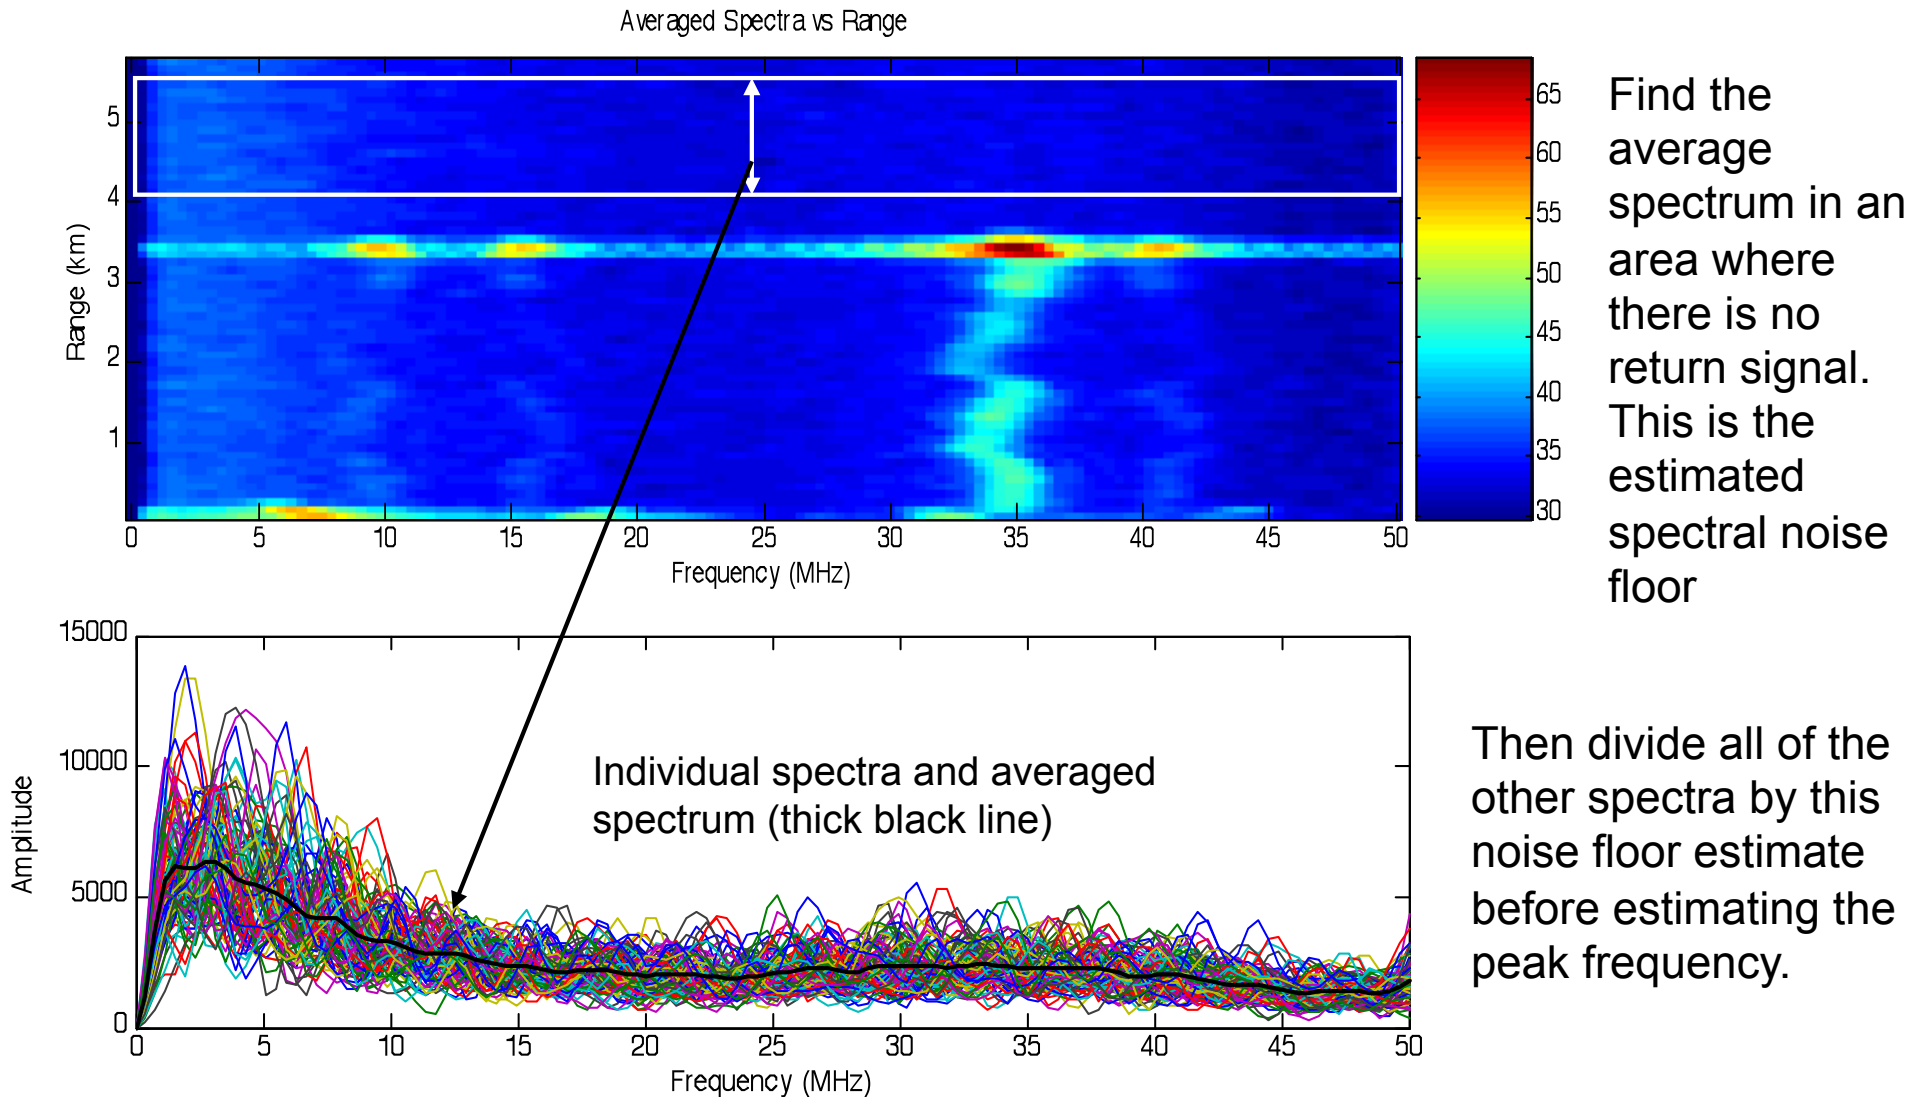 Averaged Spectra vs Range
Range (km)
5
4
3
2
1
0 5 10 15 20 25 30 35 40 45 50
Frequency (MHz)
65
60
55
50
45
40
35
30
Find the
average
spectrum in an
area where
there is no
return signal.
This is the
estimated
spectral noise
floor
Amplitude
15000
10000
5000
0
Individual spectra and averaged
spectrum (thick black line)
0 5 10 15 20 25 30 35 40 45 50
Frequency (MHz)
Then divide all of the
other spectra by this
noise floor estimate
before estimating the
peak frequency.